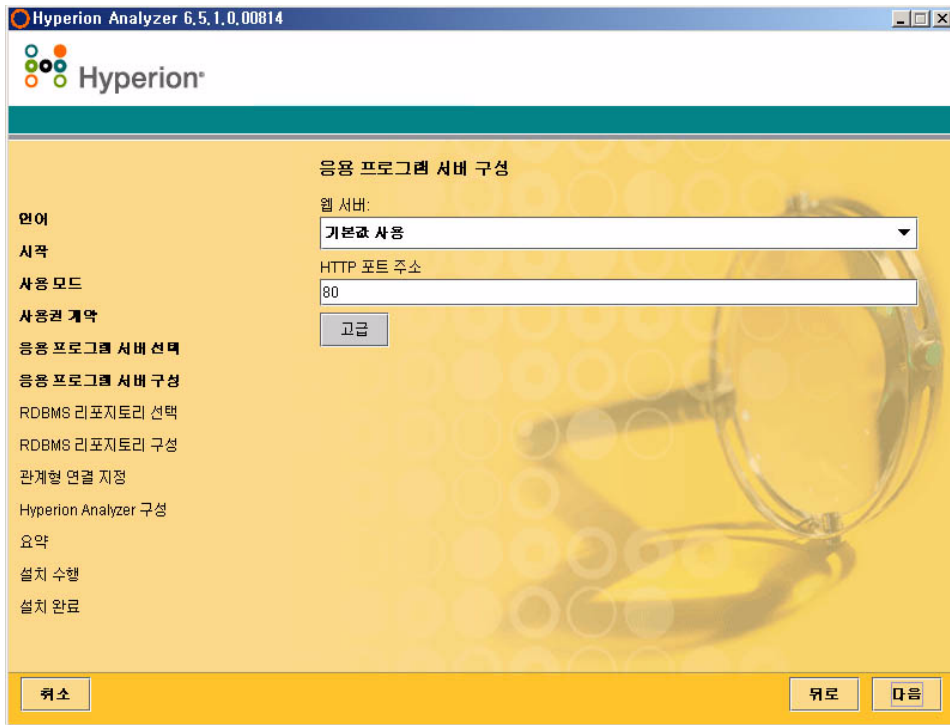 Hyperion Analyzer 6,5,1,0,00814
Hyperion®
응용 프로그램 서버 구성
웹 서버:
기본값 사용
HTTP 포트 주소
80
고급
언어
시작
사용 모드
사용권 계약
응용 프로그램 서버 선택
응용 프로그램 서버 구성
RDBMS 리포지토리 선택
RDBMS 리포지토리 구성
관계형 연결 지정
Hyperion Analyzer 구성
요약
설치 수행
설치 완료
취소
뒤로
다음